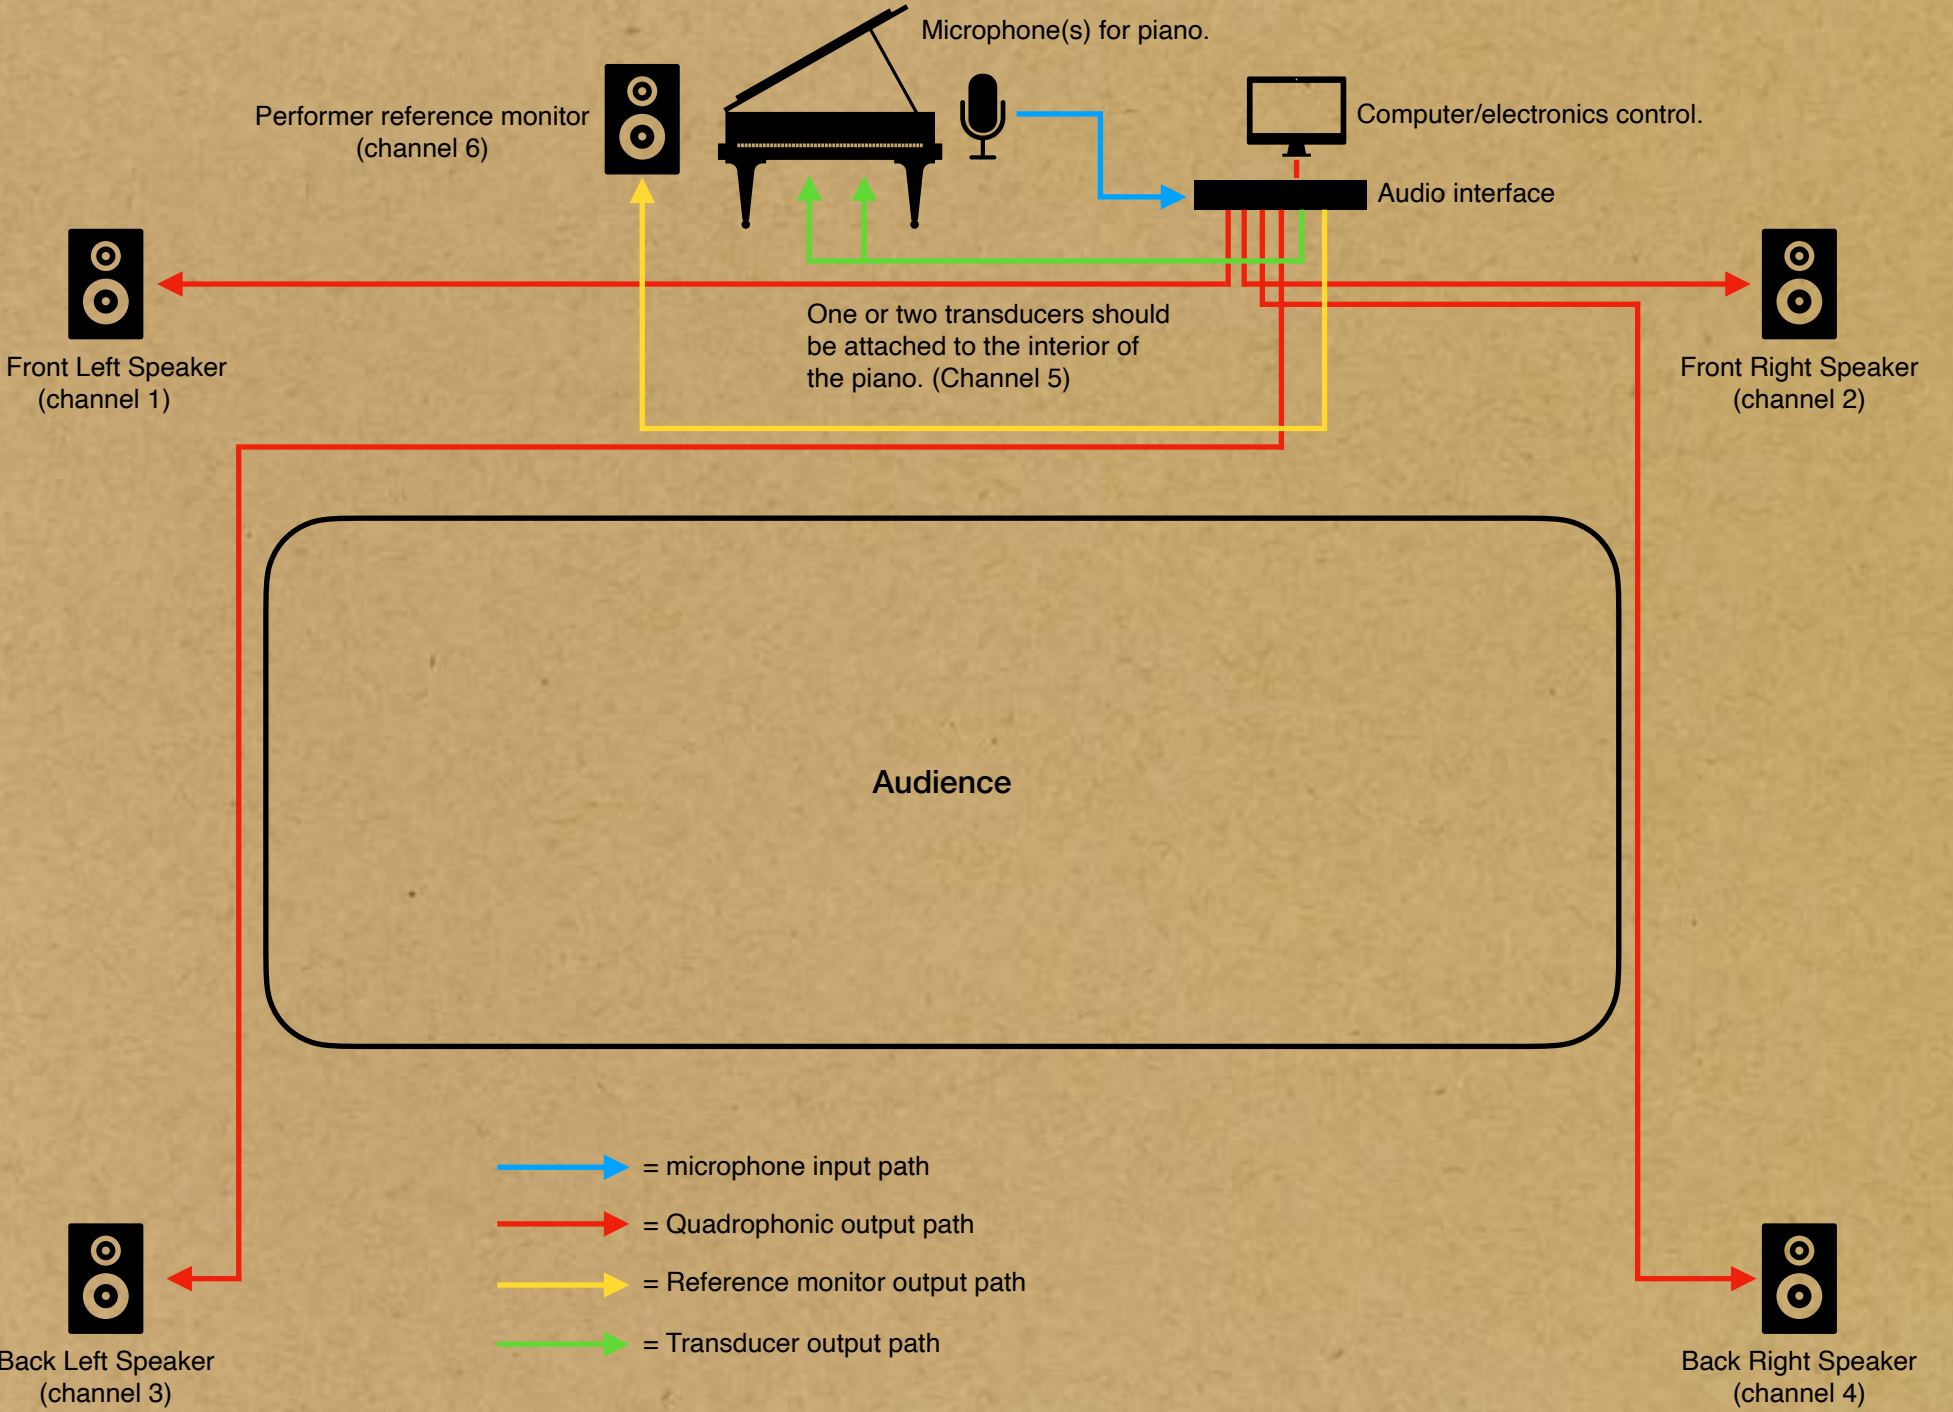 Microphone(s) for piano.
Performer reference monitor
(channel 6)
Computer/electronics control.
Audio interface
Front Left Speaker
(channel 1)
One or two transducers should
be attached to the interior of
the piano. (Channel 5)
Front Right Speaker
(channel 2)
Audience
= microphone input path
= Quadrophonic output path
= Reference monitor output path
= Transducer output path
Back Left Speaker
(channel 3)
Back Right Speaker
(channel 4)